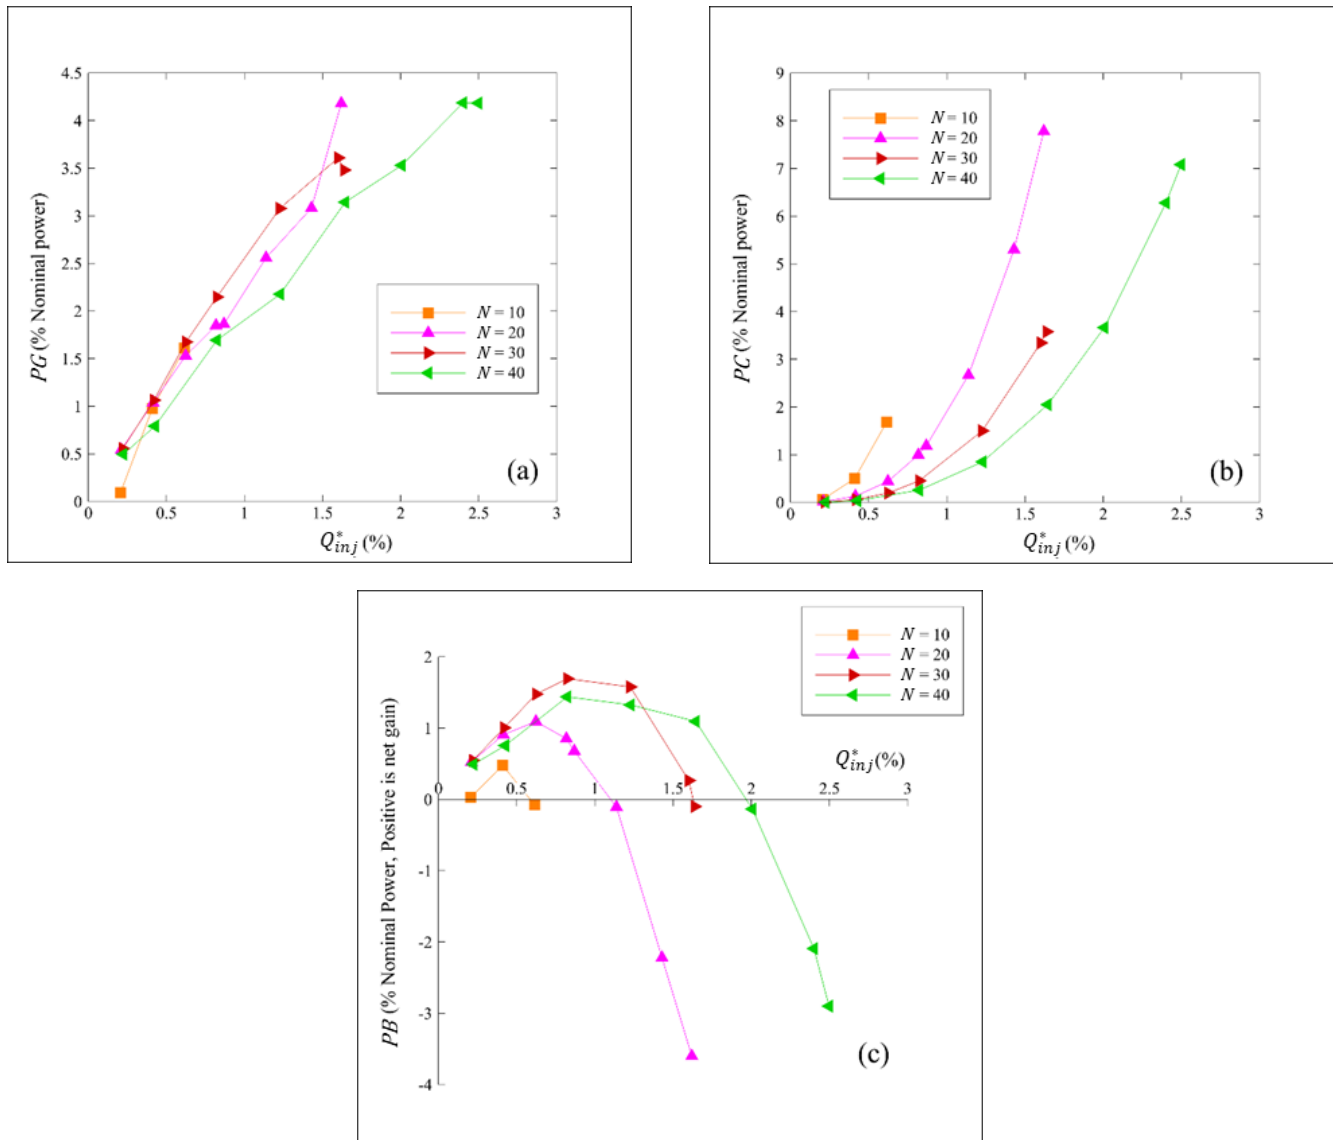 4.5
4
3.5
3
2.5
2
1.5
1
0.5
0
PG (% Nominal power)
N = 10
N = 20
N = 30
N = 40
(a)
0 0.5 1 1.5 2 2.5 3
Q*inj (%)
9
8
7
6
5
4
3
2
1
0
PC (% Nominal power)
N = 10
N = 20
N = 30
N = 40
(b)
0 0.5 1 1.5 2 2.5 3
Q*inj (%)
N = 10
N = 20
N = 30
N = 40
2
1
0
-1
-2
-3
-4
PB (% Nominal Power, Positive is net gain)
Q*inj (%)
0.5 1 1.5 2 2.5 3
(c)